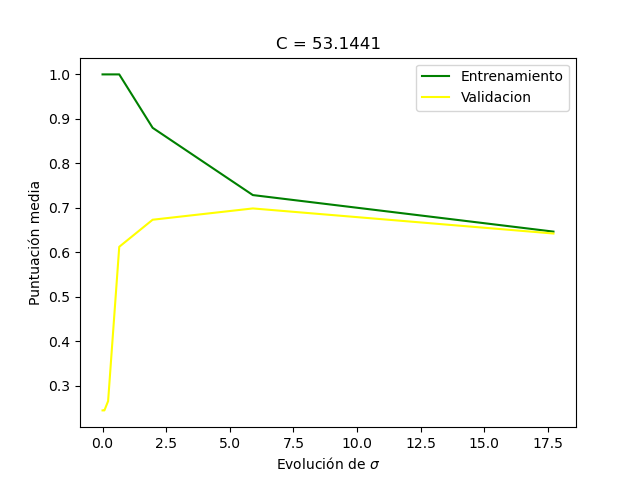 C = 53.1441
Entrenamiento
Validacion
Puntuación media
1.0
0.9
0.8
0.7
0.6
0.5
0.4
0.3
0.0 2.5 5.0 7.5 10.0 12.5 15.0 17.5
Evolución de σ